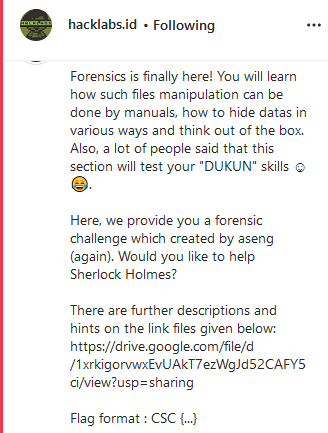 HACKLABS
hacklabs.id • Following
...
Forensics is finally here! You will learn
how such files manipulation can be
done by manuals, how to hide datas in
various ways and think out of the box.
Also, a lot of people said that this
section will test your "DUKUN" skills ☺
😂.
Here, we provide you a forensic
challenge which created by aseng
(again). Would you like to help
Sherlock Holmes?
There are further descriptions and
hints on the link files given below:
https://drive.google.com/file/d
/1xrkigorvwxEvUAkT7ezWgJd52CAFY5
ci/view?usp=sharing
Flag format : CSC {...}